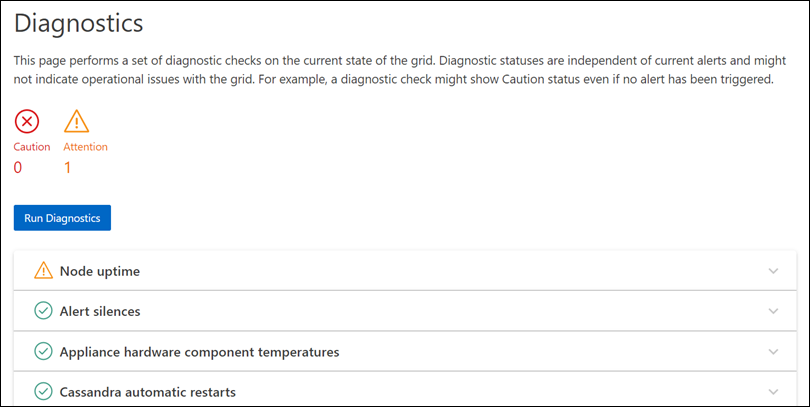 Diagnostics
This page performs a set of diagnostic checks on the current state of the grid. Diagnostic statuses are independent of current alerts and might
not indicate operational issues with the grid. For example, a diagnostic check might show Caution status even if no alert has been triggered.
Caution Attention
0 1
Run Diagnostics
Node uptime
Alert silences
Appliance hardware component temperatures
Cassandra automatic restarts